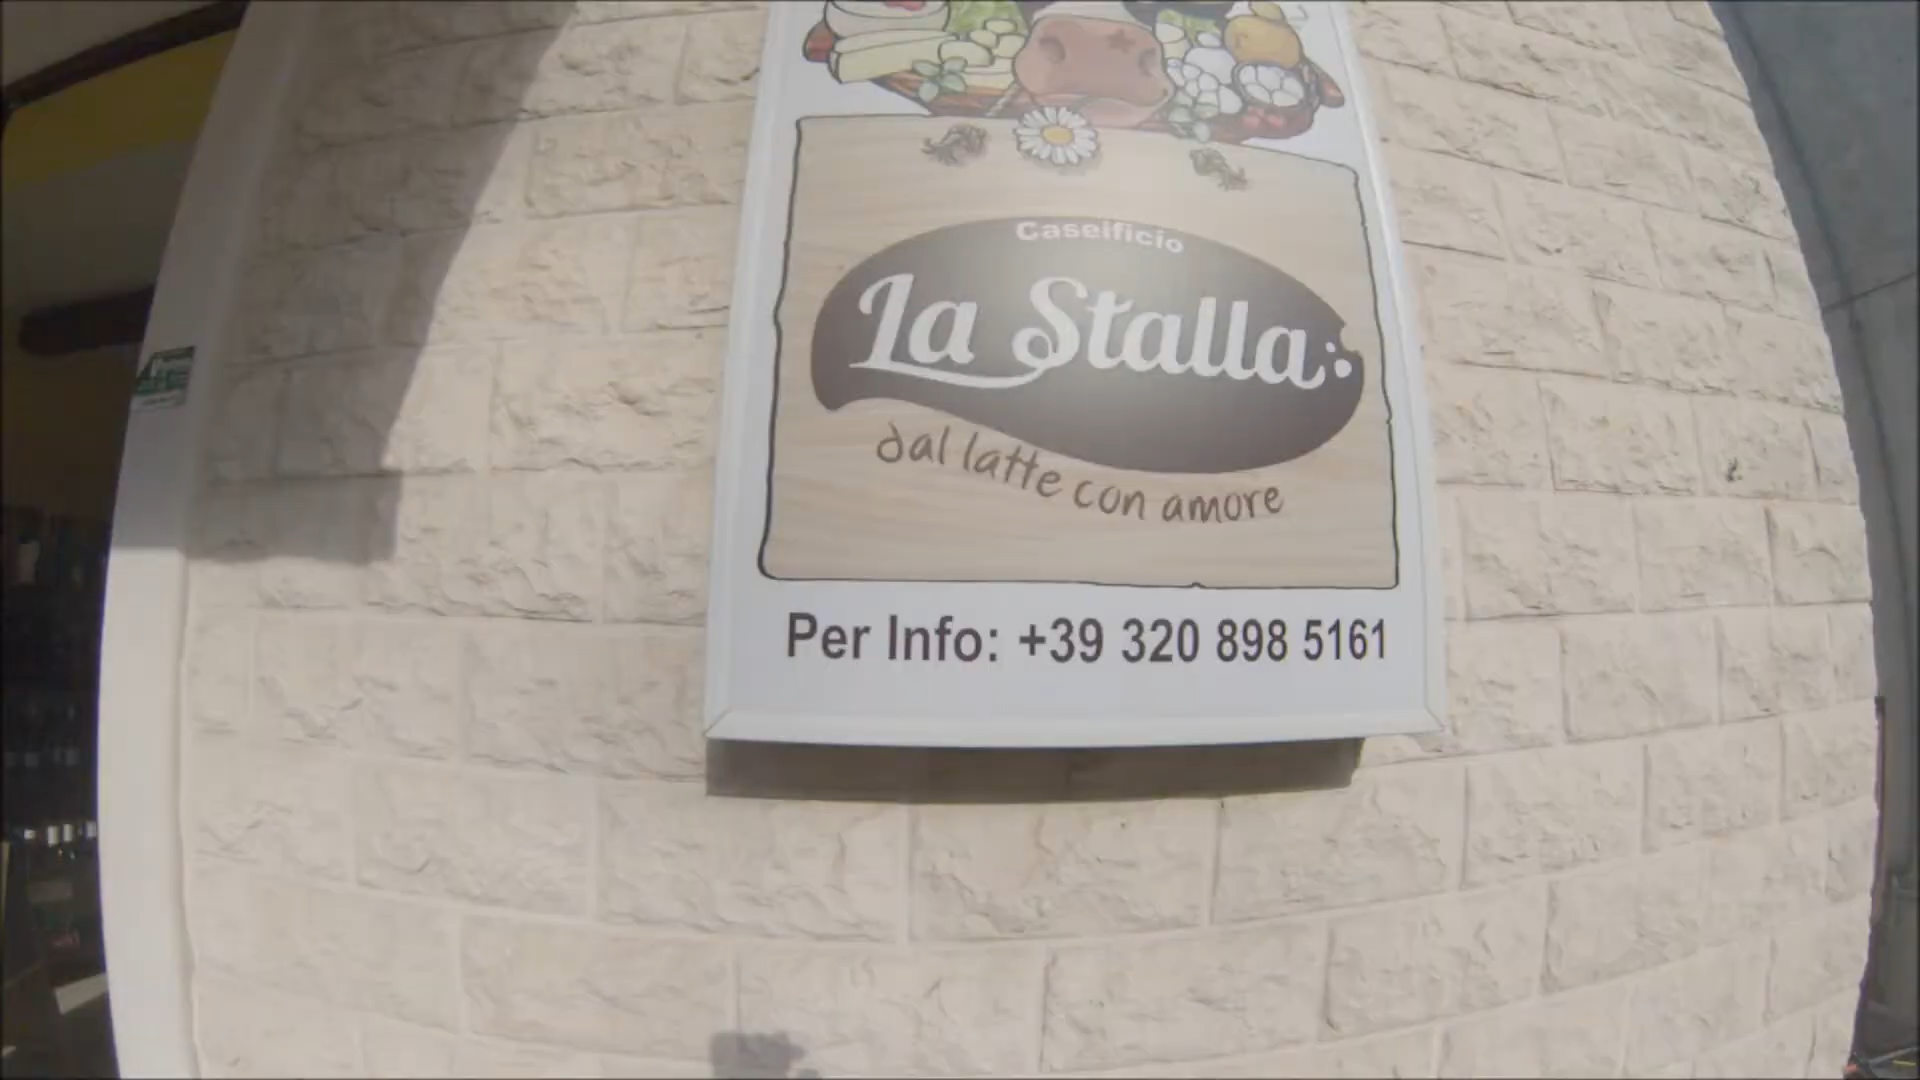 Caseificio
La Stalla
dal latte con amore
Per Info: +39 320 898 5161